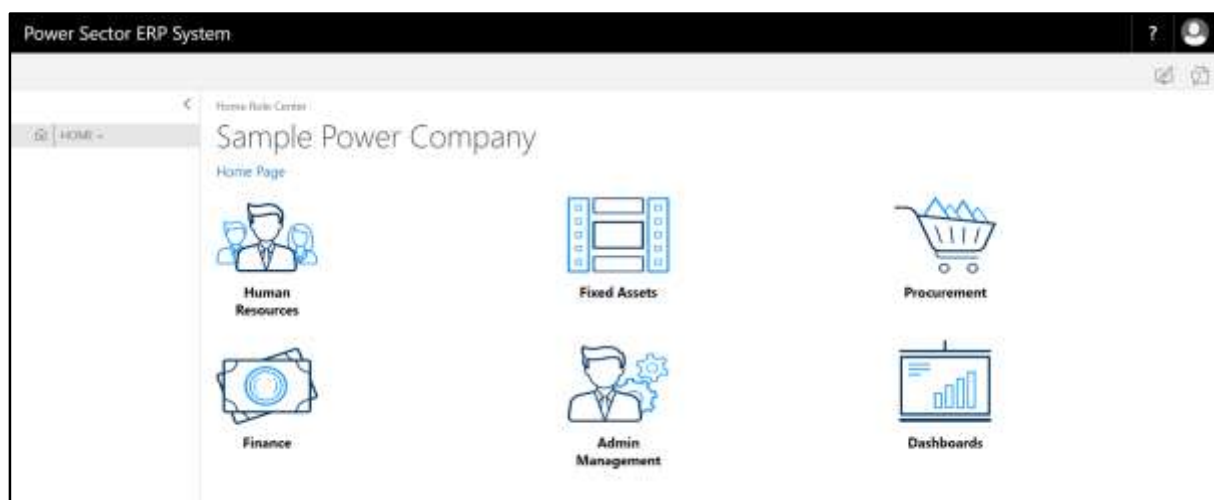 Power Sector ERP System
?
Home Role Center
HOME
Sample Power Company
Home Page
Human
Resources
Fixed Assets
Procurement
Finance
Admin
Management
Dashboards